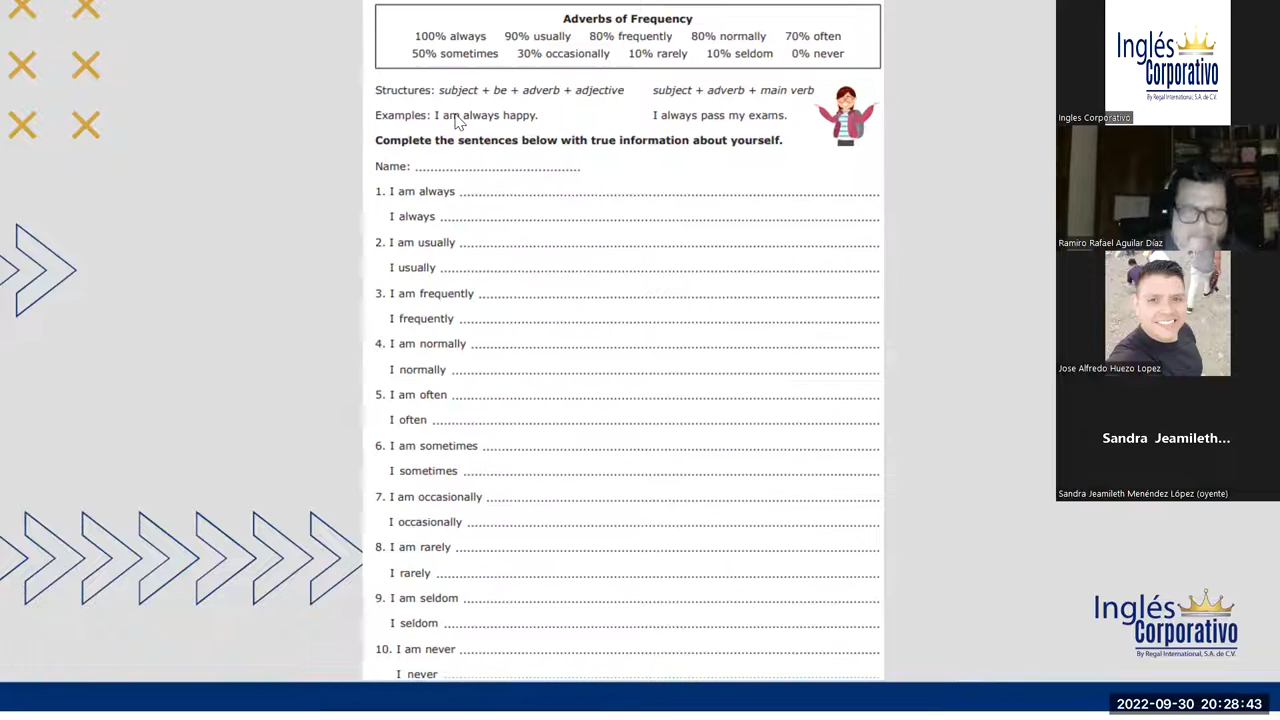 Adverbs of Frequency
100% always 90% usually 80% frequently 80% normally 70% often
50% sometimes 30% occasionally 10% rarely 10% seldom 0% never
Structures: subject + be + adverb + adjective subject + adverb + main verb
Examples: I am always happy. I always pass my exams.
Complete the sentences below with true information about yourself.
Name: ........................................
1. I am always ........................................
I always ........................................
2. I am usually ........................................
I usually ........................................
3. I am frequently ........................................
I frequently ........................................
4. I am normally ........................................
I normally ........................................
5. I am often ........................................
I often ........................................
6. I am sometimes ........................................
I sometimes ........................................
7. I am occasionally ........................................
I occasionally ........................................
8. I am rarely ........................................
I rarely ........................................
9. I am seldom ........................................
I seldom ........................................
10. I am never ........................................
I never ........................................
Inglés
Corporativo
By Regal International, S.A. de C.V.
Ingles Corporativo
Ramiro Rafael Aguilar Díaz
Jose Alfredo Huezo Lopez
Sandra Jeamileth...
Sandra Jeamileth Menéndez López (oyente)
Inglés
Corporativo
By Regal International, S.A. de C.V.
2022-09-30 20:28:43